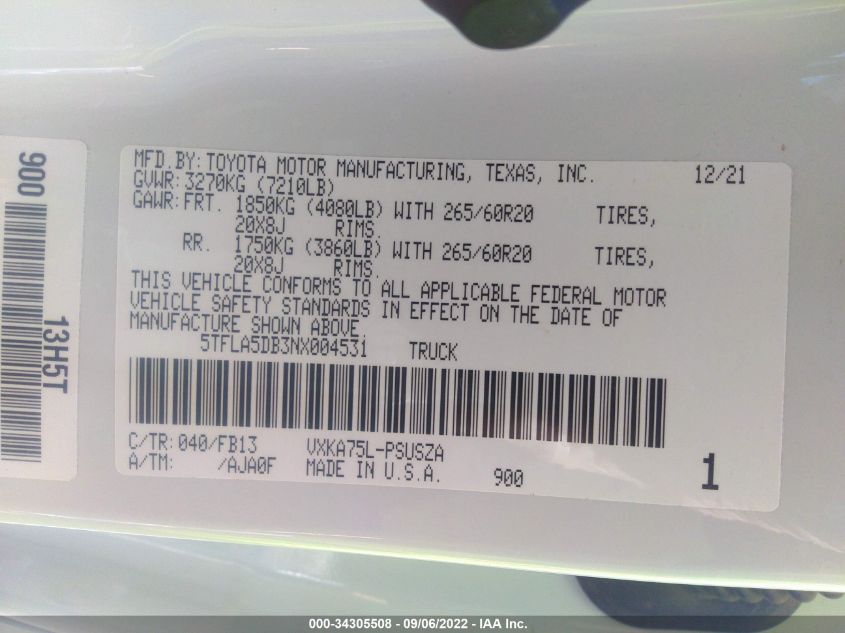 900
13H5T
MFD.BY:TOYOTA MOTOR MANUFACTURING, TEXAS, INC. 12/21
GVWR:3270KG (7210LB)
GAWR:FRT. 1850KG (4080LB) WITH 265/60R20 TIRES,
20X8J RIMS.
RR. 1750KG (3860LB) WITH 265/60R20 TIRES,
20X8J RIMS.
THIS VEHICLE CONFORMS TO ALL APPLICABLE FEDERAL MOTOR
VEHICLE SAFETY STANDARDS IN EFFECT ON THE DATE OF
MANUFACTURE SHOWN ABOVE.
5TFLA5DB3NX004531 TRUCK
C/TR:040/FB13 VXKA75L-PSUSZA
A/TM: /AJA0F MADE IN U.S.A. 900 1
000-34305508 - 09/06/2022 - IAA Inc.